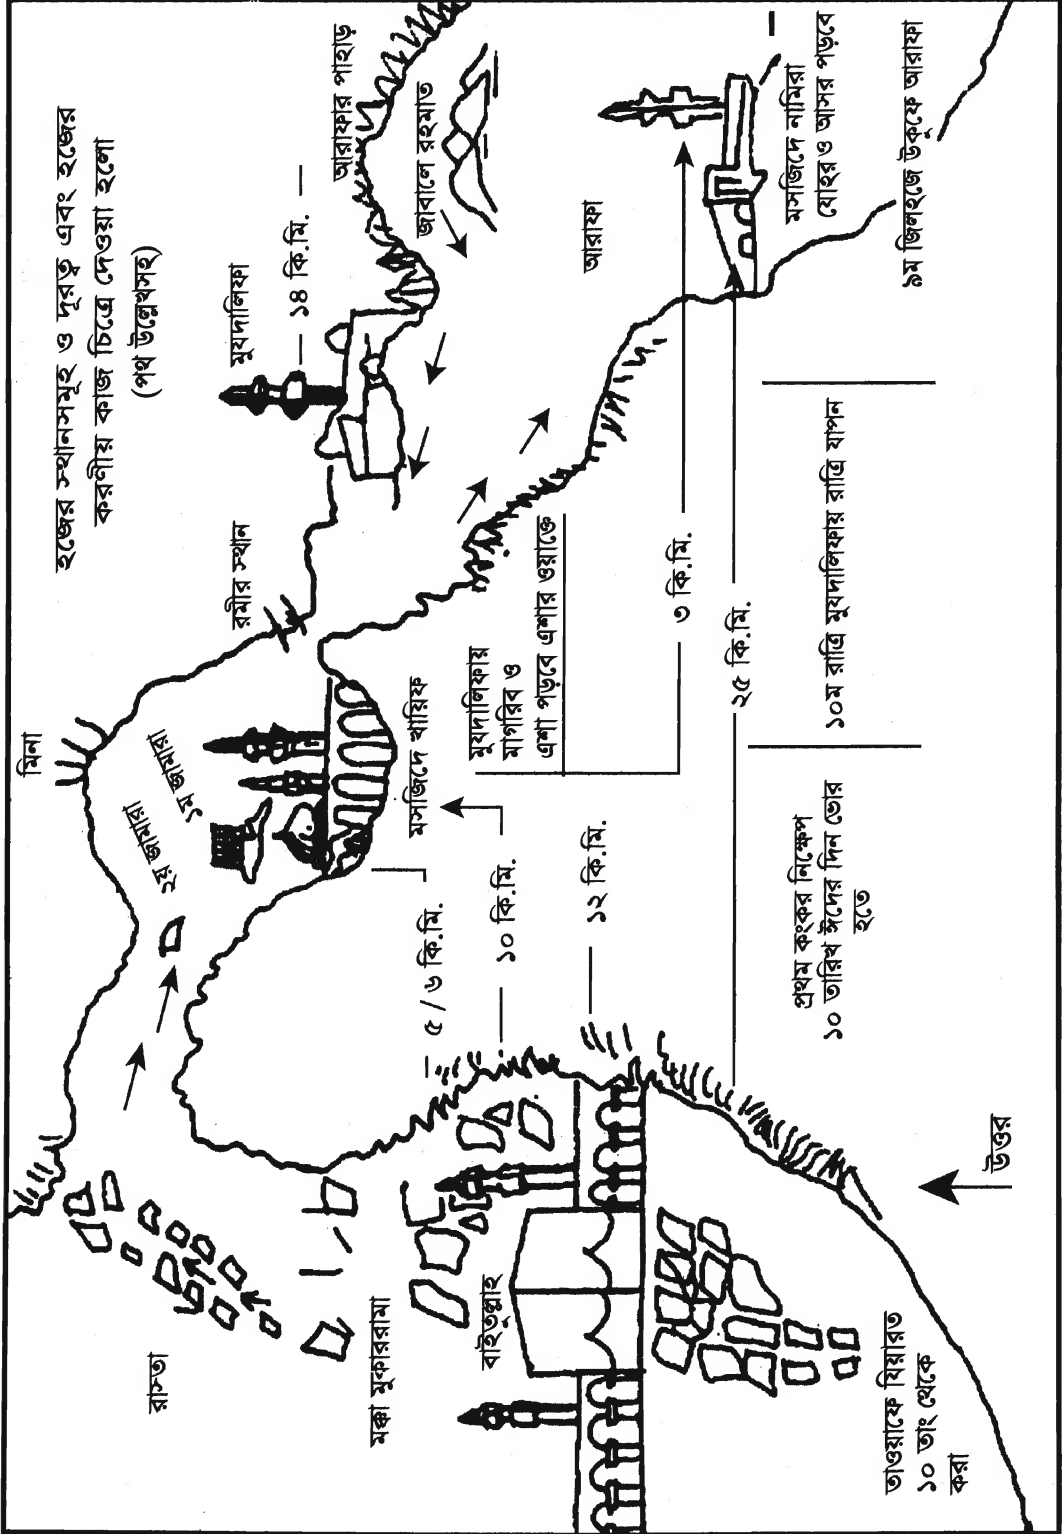 হজের স্থানসমূহ ও দূরত্ব এবং হজের
করণীয় কাজ চিত্রে দেওয়া হলো
(পথ উল্লেখসহ)
মিনা
রমীর স্থান
মুযদালিফা
— ১৪ কি.মি. —
আরাফার পাহাড়
জাবালে রহমাত
২য় জামারা
১ম জামারা
মসজিদে খায়িফ
মুযদালিফায়
মাগরিব ও
এশা পড়বে এশার ওয়াক্তে
আরাফা
মসজিদে নামিরা
যোহর ও আসর পড়বে
রাস্তা
মক্কা মুকাররামা
বাইতুল্লাহ
৫ / ৬ কি.মি.
১০ কি.মি.
১২ কি.মি.
৩ কি.মি.
২৫ কি.মি.
তাওয়াফে যিয়ারত
১০ তাং থেকে
করা
উত্তর
প্রথম কংকর নিক্ষেপ
১০ তারিখ ঈদের দিন ভোর
হতে
১০ম রাত্রি মুযদালিফায় রাত্রি যাপন
৯ম জিলহজে উকূফে আরাফা